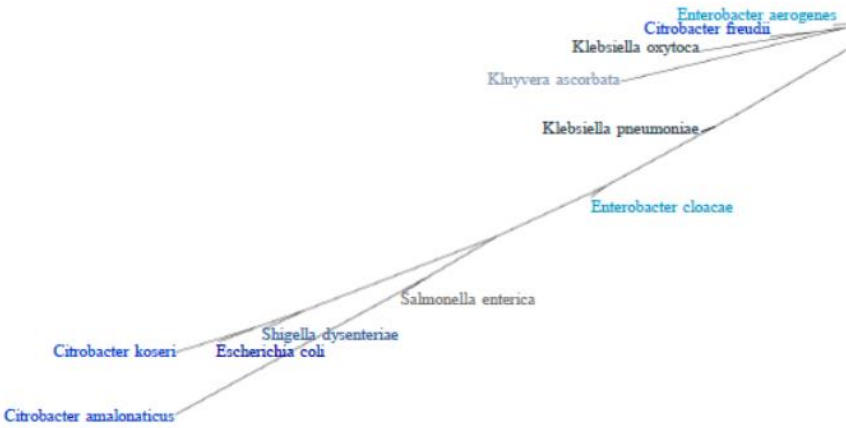 Enterobacter aerogenes
Citrobacter freudii
Klebsiella oxytoca
Kluyvera ascorbata
Klebsiella pneumoniae
Enterobacter cloacae
Salmonella enterica
Shigella dysenteriae
Citrobacter koseri
Escherichia coli
Citrobacter amalonaticus